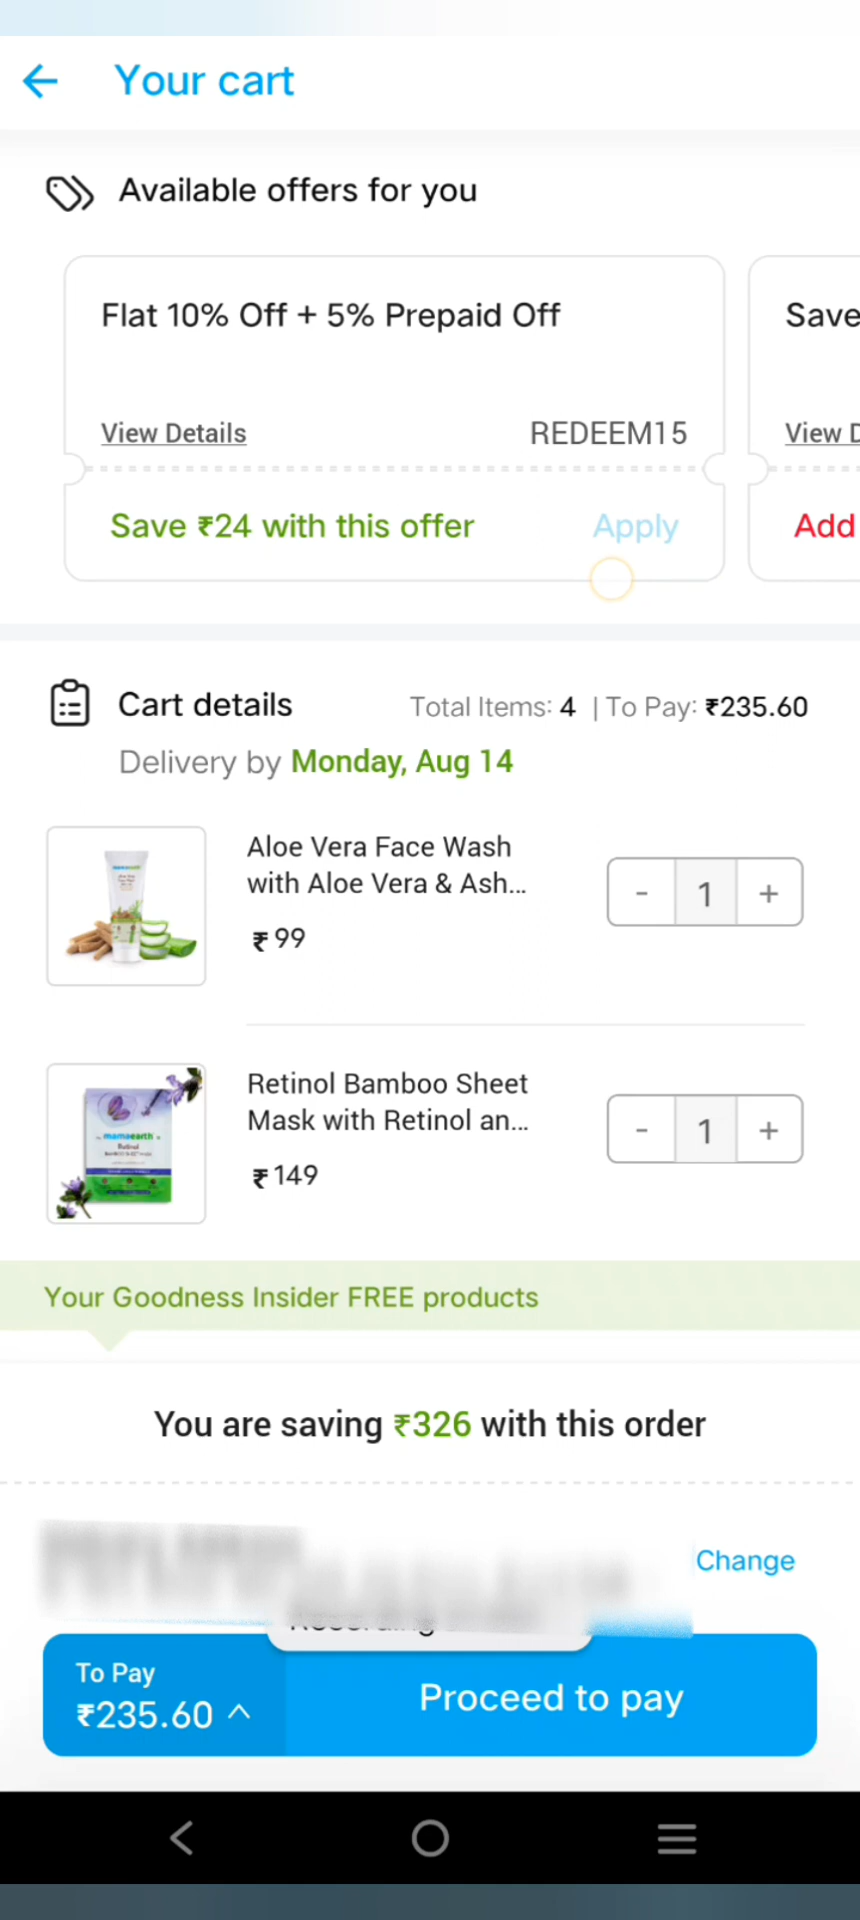 Your cart
Available offers for you
Flat 10% Off + 5% Prepaid Off
Save
View Details
REDEEM15
View D
Save ₹24 with this offer
Apply
Add
Cart details
Total Items: 4 | To Pay: ₹235.60
Delivery by Monday, Aug 14
Aloe Vera Face Wash
with Aloe Vera & Ash...
- 1 +
₹ 99
Retinol Bamboo Sheet
Mask with Retinol an...
- 1 +
₹ 149
mamaearth
Retinol
Your Goodness Insider FREE products
You are saving ₹326 with this order
Change
To Pay
₹235.60
Proceed to pay